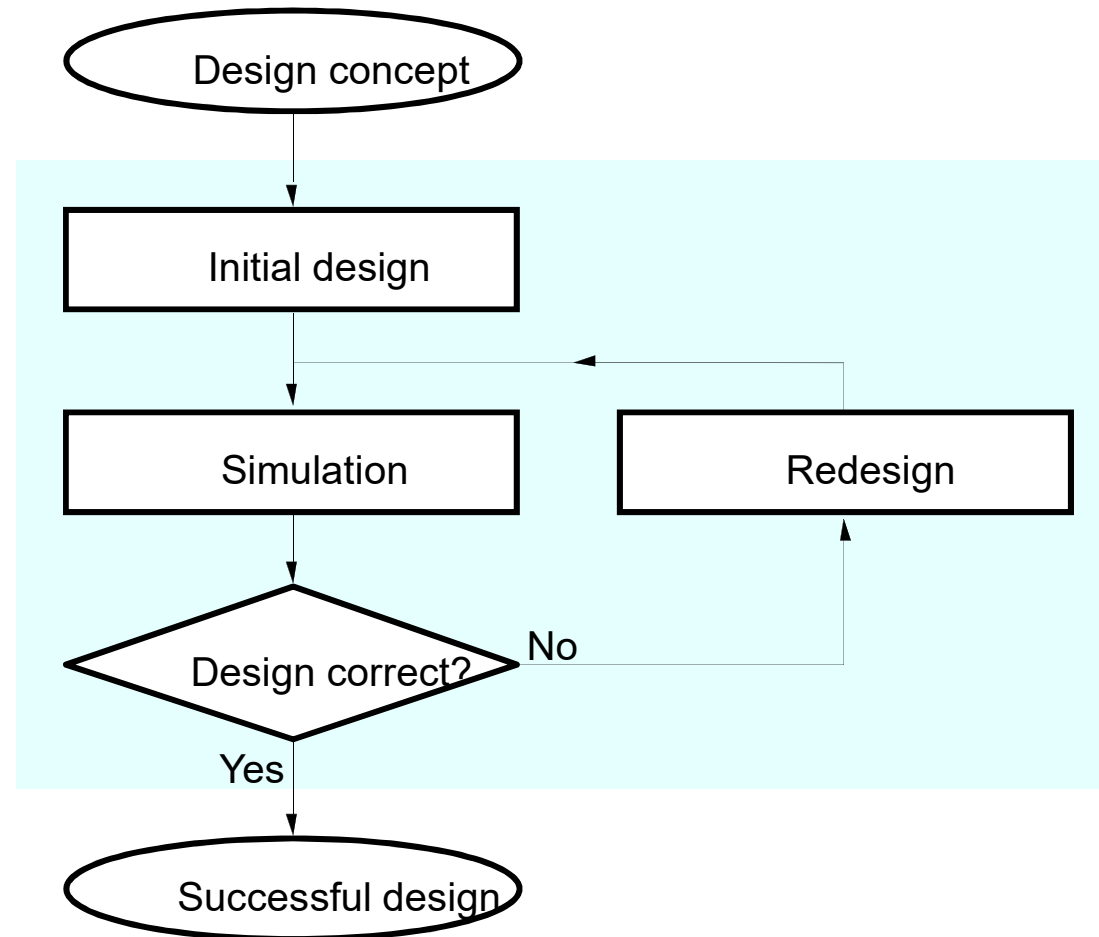 Design concept
Initial design
Simulation
Redesign
Design correct?
No
Yes
Successful design